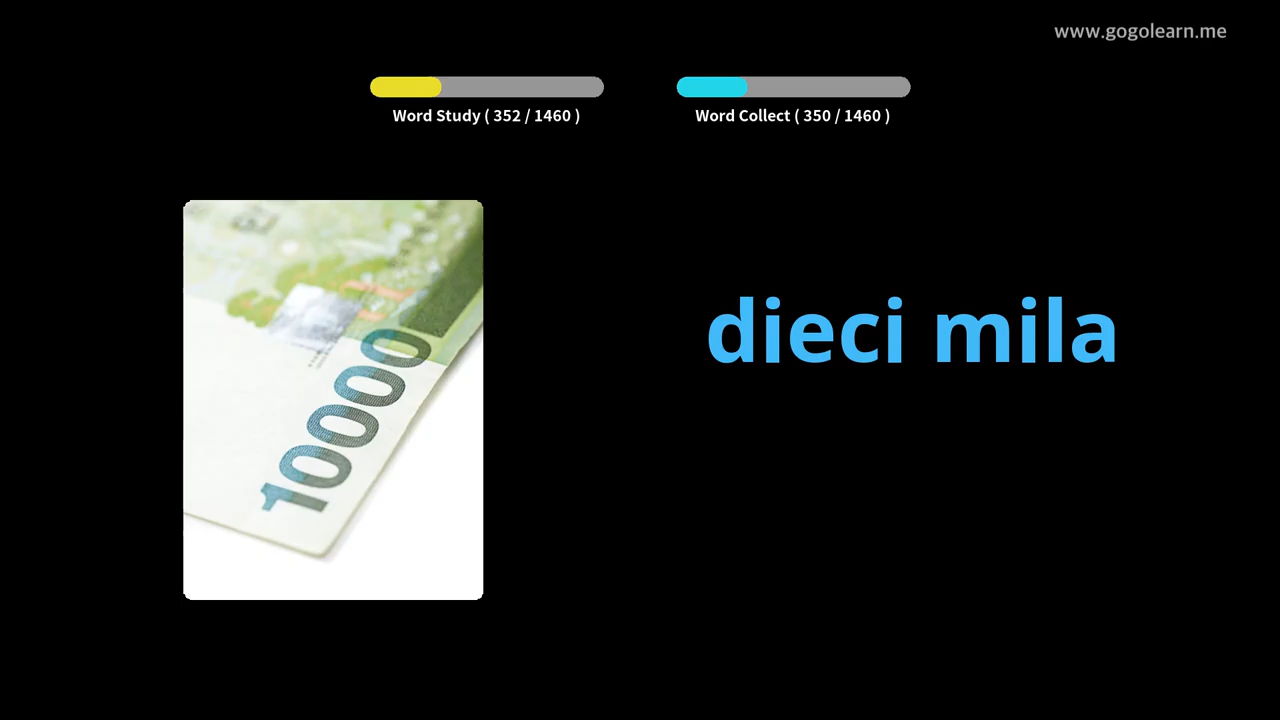 www.gogolearn.me
Word Study ( 352 / 1460 )
Word Collect ( 350 / 1460 )
10000
dieci mila